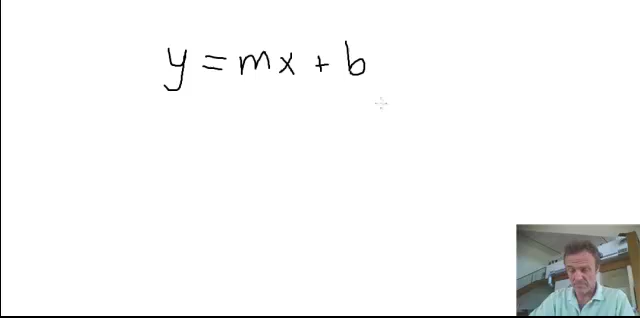 y = mx + b